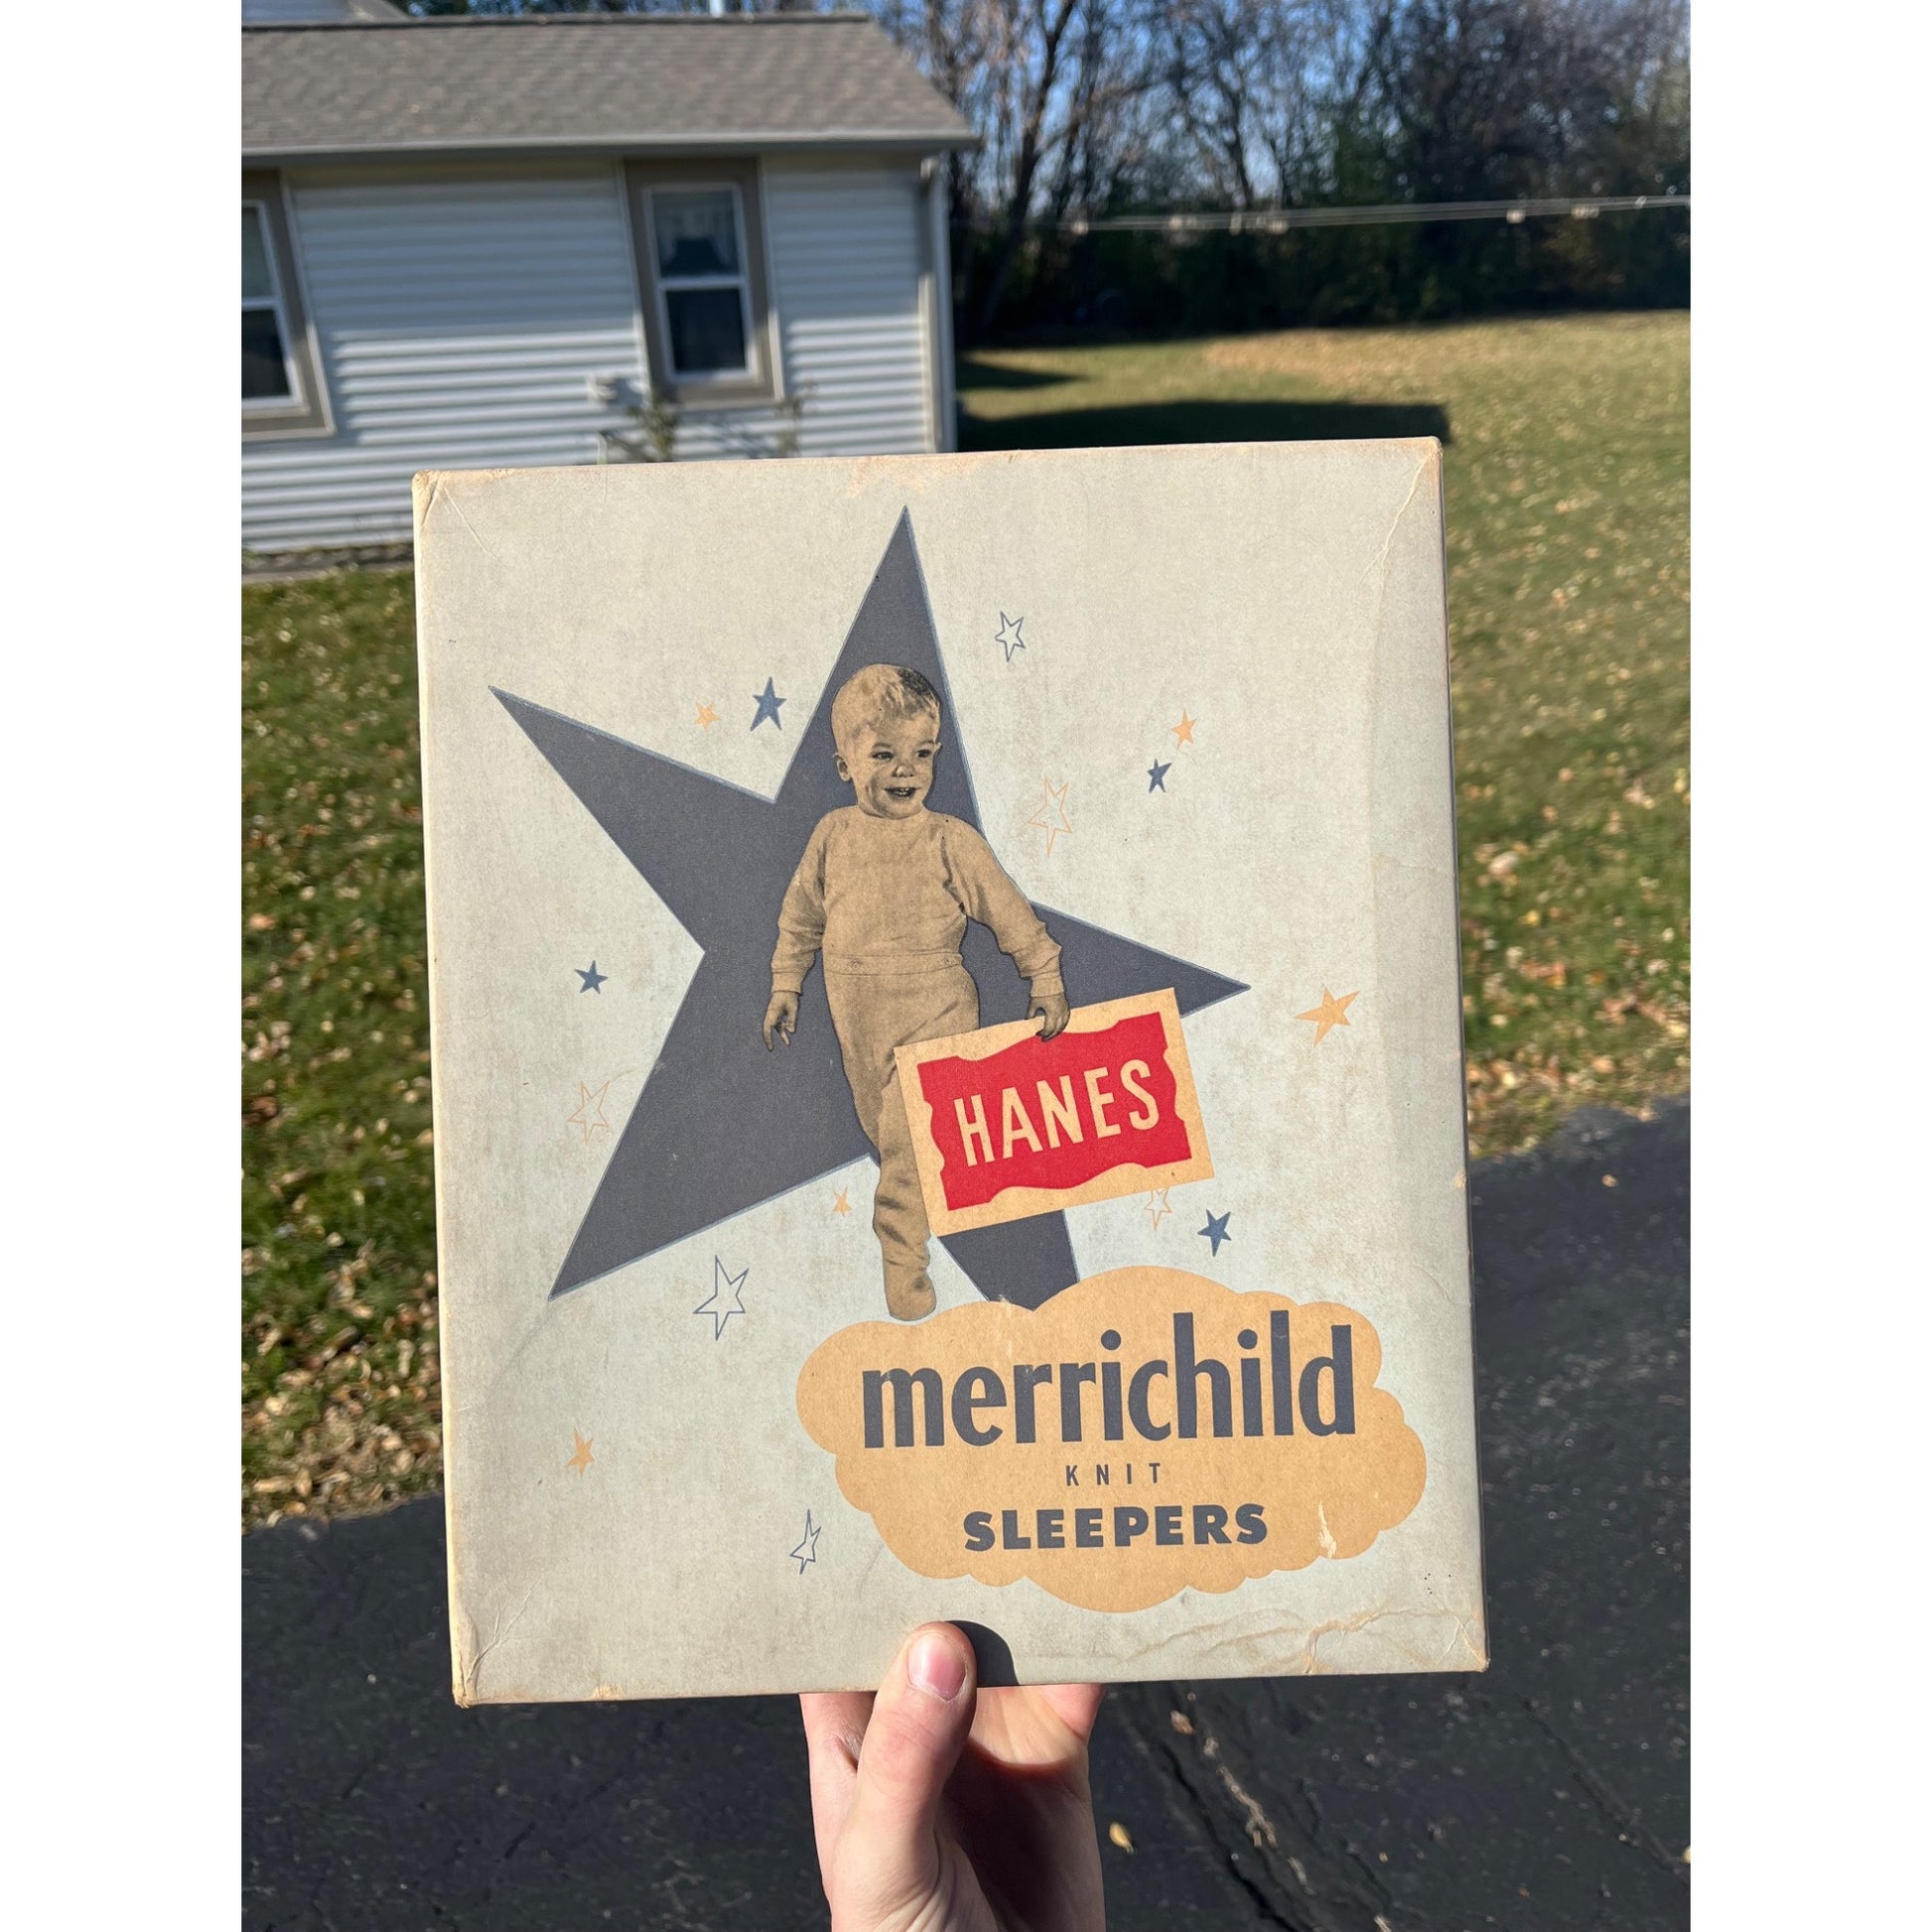 HANES
merrichild
KNIT
SLEEPERS